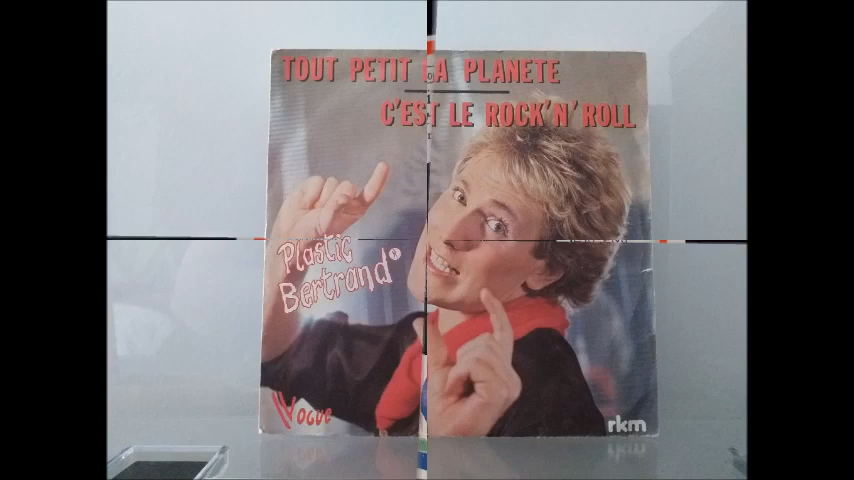 TOUT PETIT LA PLANETE
C'EST LE ROCK'N'ROLL
Plastic
Bertrand
VOGUE
rkm